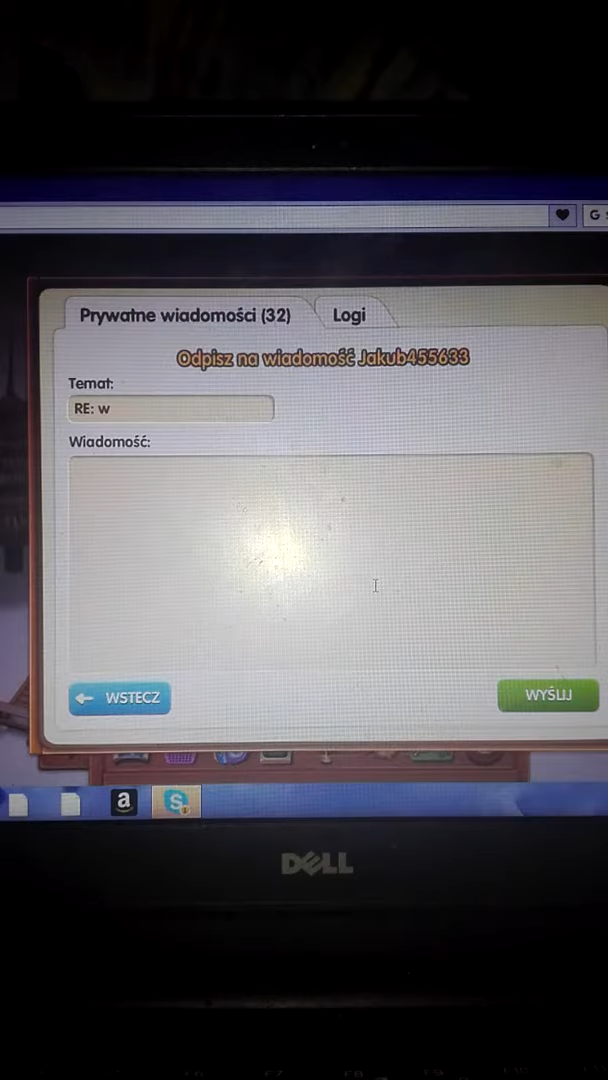 G
Prywatne wiadomości (32)
Logi
Odpisz na wiadomość Jakub455633
Temat:
RE: w
Wiadomość:
← WSTECZ
WYŚLIJ
a
S
DELL